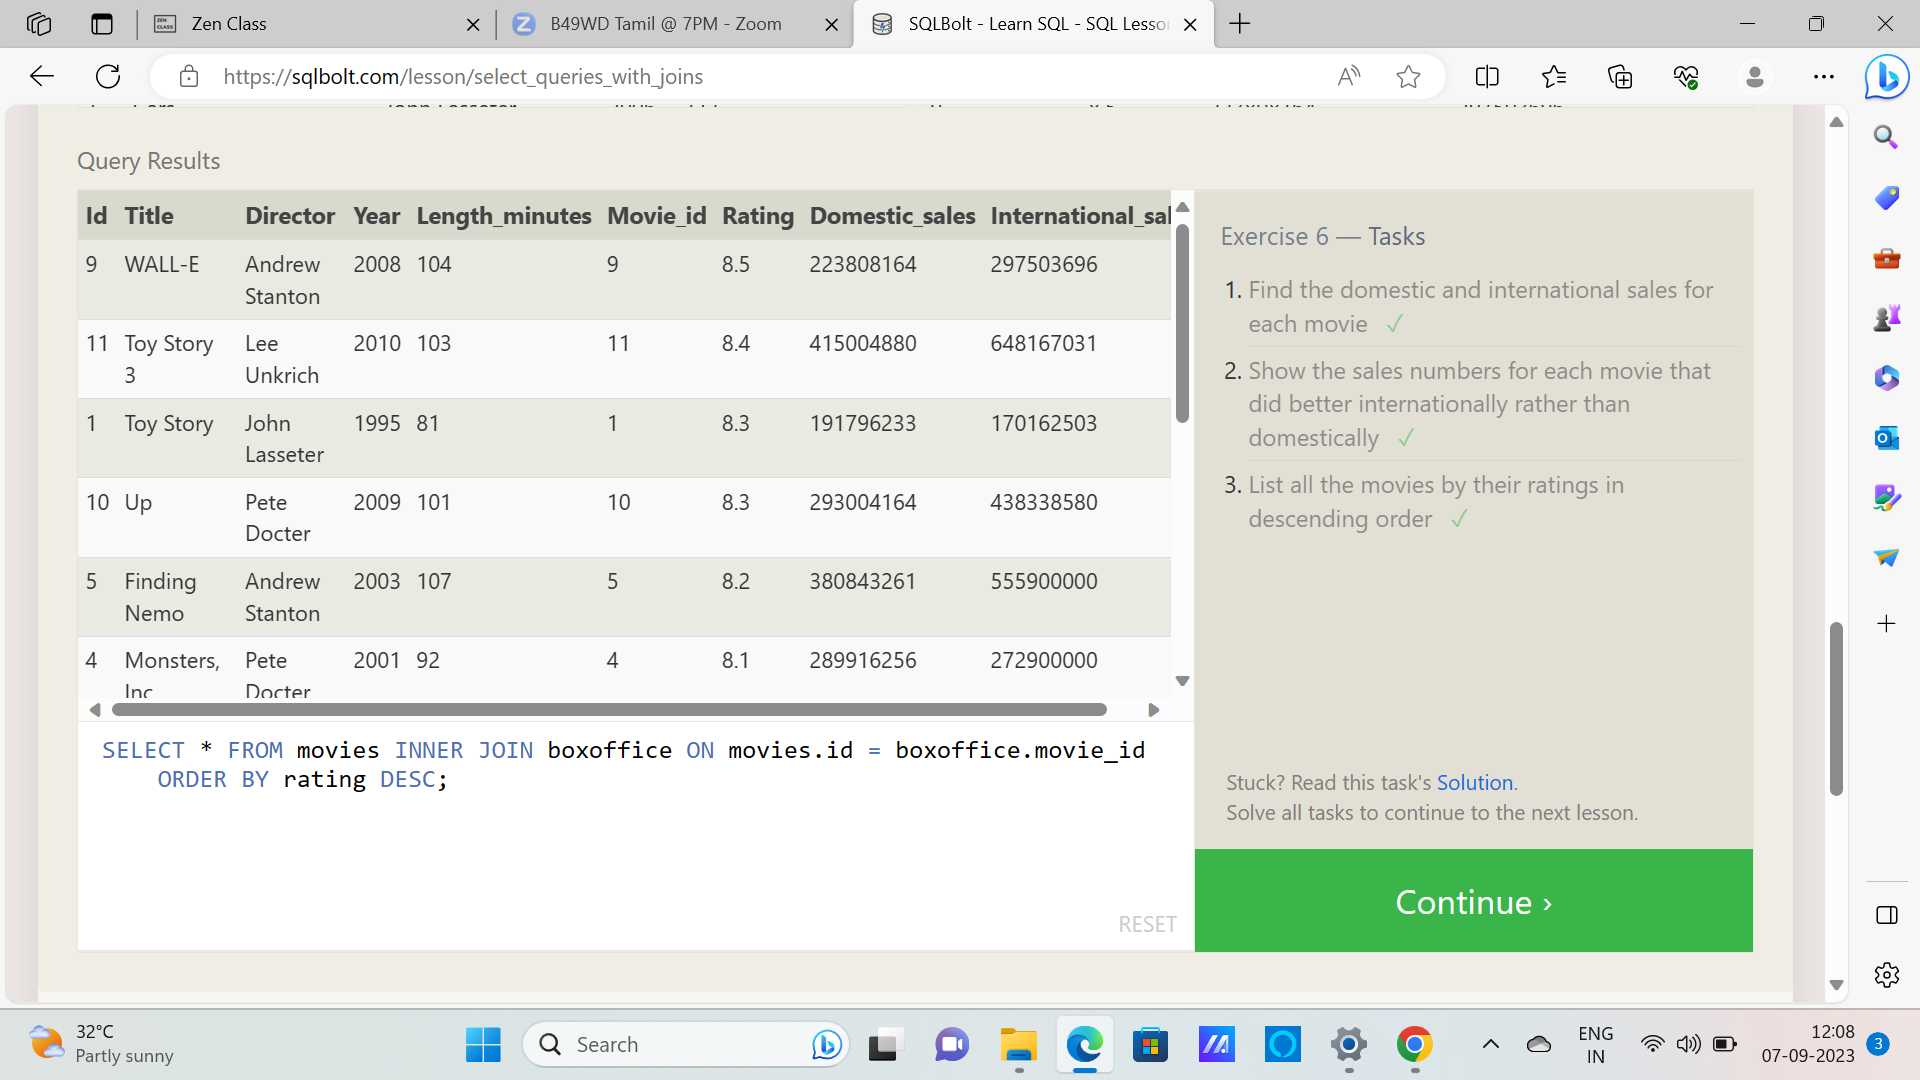 Zen Class
B49WD Tamil @ 7PM - Zoom
SQLBolt - Learn SQL - SQL Lesso
https://sqlbolt.com/lesson/select_queries_with_joins
Query Results
Id Title Director Year Length_minutes Movie_id Rating Domestic_sales International_sal
9 WALL-E Andrew Stanton 2008 104 9 8.5 223808164 297503696
11 Toy Story 3 Lee Unkrich 2010 103 11 8.4 415004880 648167031
1 Toy Story John Lasseter 1995 81 1 8.3 191796233 170162503
10 Up Pete Docter 2009 101 10 8.3 293004164 438338580
5 Finding Nemo Andrew Stanton 2003 107 5 8.2 380843261 555900000
4 Monsters, Inc Pete Docter 2001 92 4 8.1 289916256 272900000
SELECT * FROM movies INNER JOIN boxoffice ON movies.id = boxoffice.movie_id
ORDER BY rating DESC;
RESET
Exercise 6 — Tasks
1. Find the domestic and international sales for
each movie ✓
2. Show the sales numbers for each movie that
did better internationally rather than
domestically ✓
3. List all the movies by their ratings in
descending order ✓
Stuck? Read this task's Solution.
Solve all tasks to continue to the next lesson.
Continue ›
32°C
Partly sunny
Search
ENG
IN
12:08
07-09-2023
3